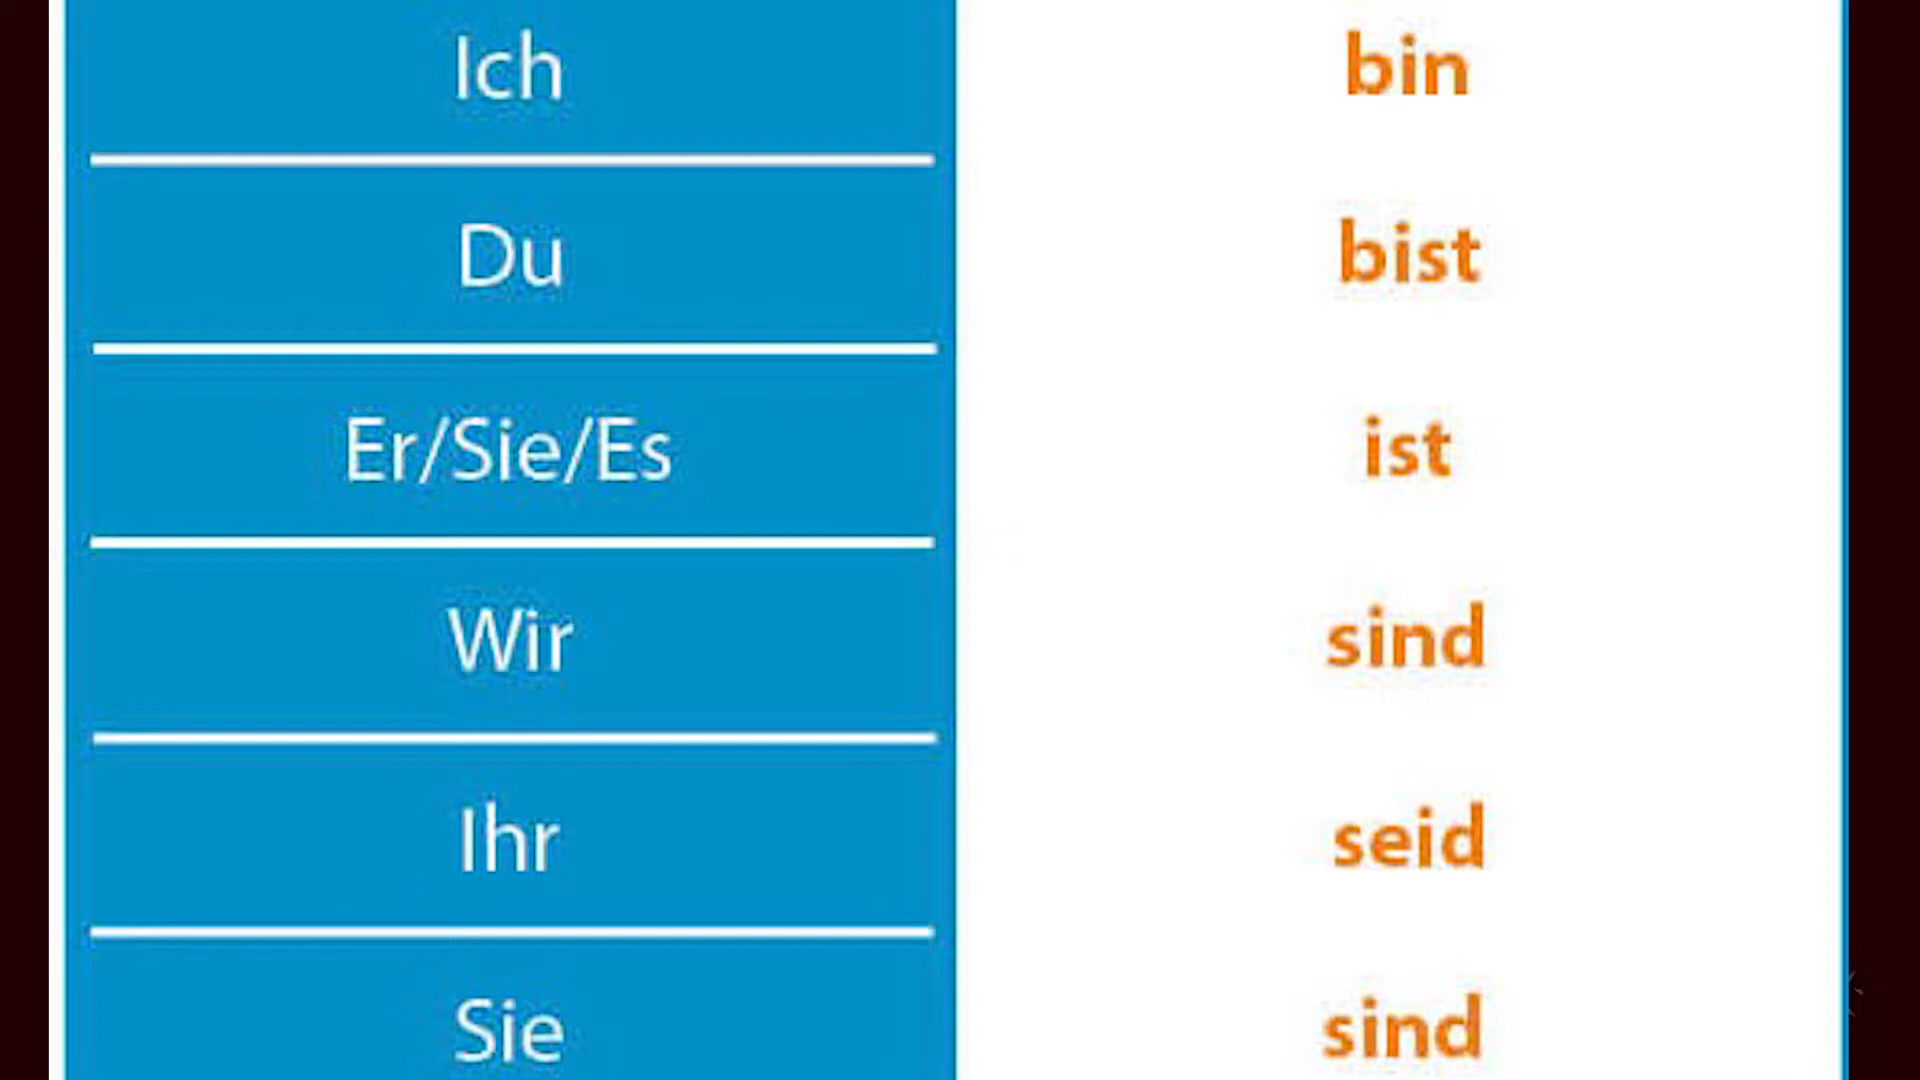 Ich bin
Du bist
Er/Sie/Es ist
Wir sind
Ihr seid
Sie sind